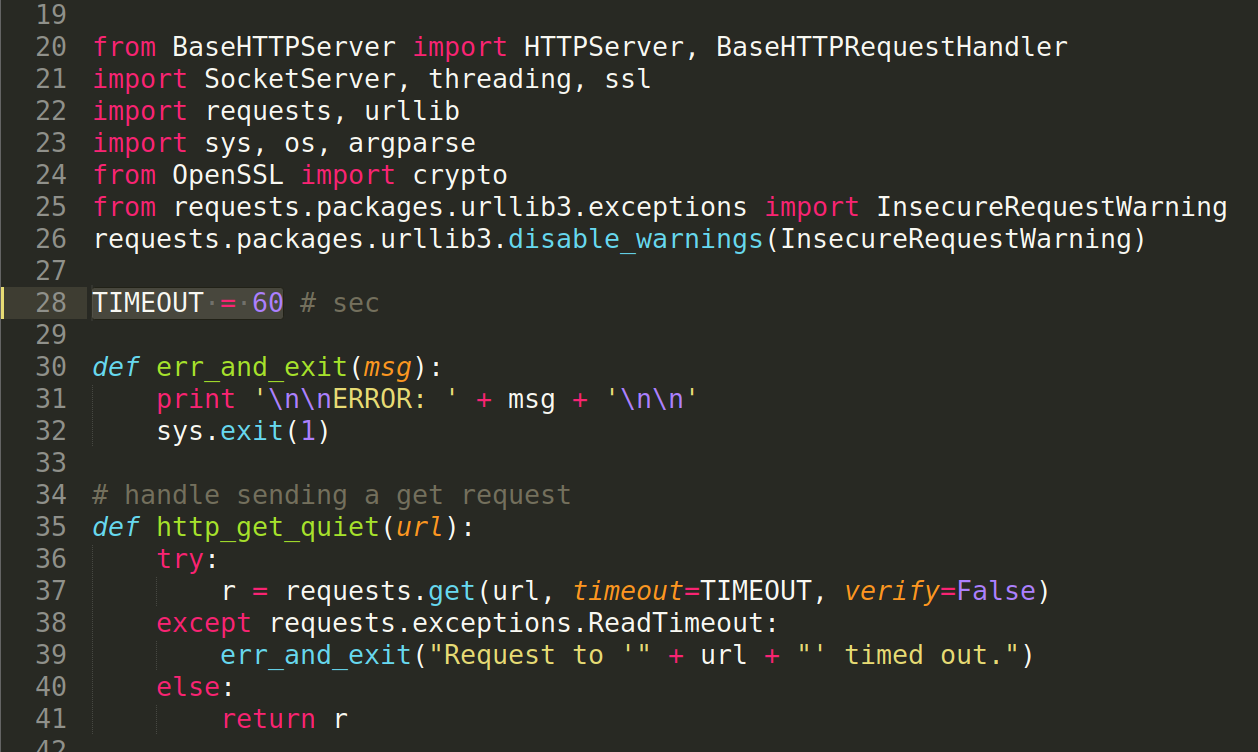 19
20 from BaseHTTPServer import HTTPServer, BaseHTTPRequestHandler
21 import SocketServer, threading, ssl
22 import requests, urllib
23 import sys, os, argparse
24 from OpenSSL import crypto
25 from requests.packages.urllib3.exceptions import InsecureRequestWarning
26 requests.packages.urllib3.disable_warnings(InsecureRequestWarning)
27
28 TIMEOUT = 60 # sec
29
30 def err_and_exit(msg):
31     print '\n\nERROR: ' + msg + '\n\n'
32     sys.exit(1)
33
34 # handle sending a get request
35 def http_get_quiet(url):
36     try:
37         r = requests.get(url, timeout=TIMEOUT, verify=False)
38     except requests.exceptions.ReadTimeout:
39         err_and_exit("Request to '" + url + "' timed out.")
40     else:
41         return r
42